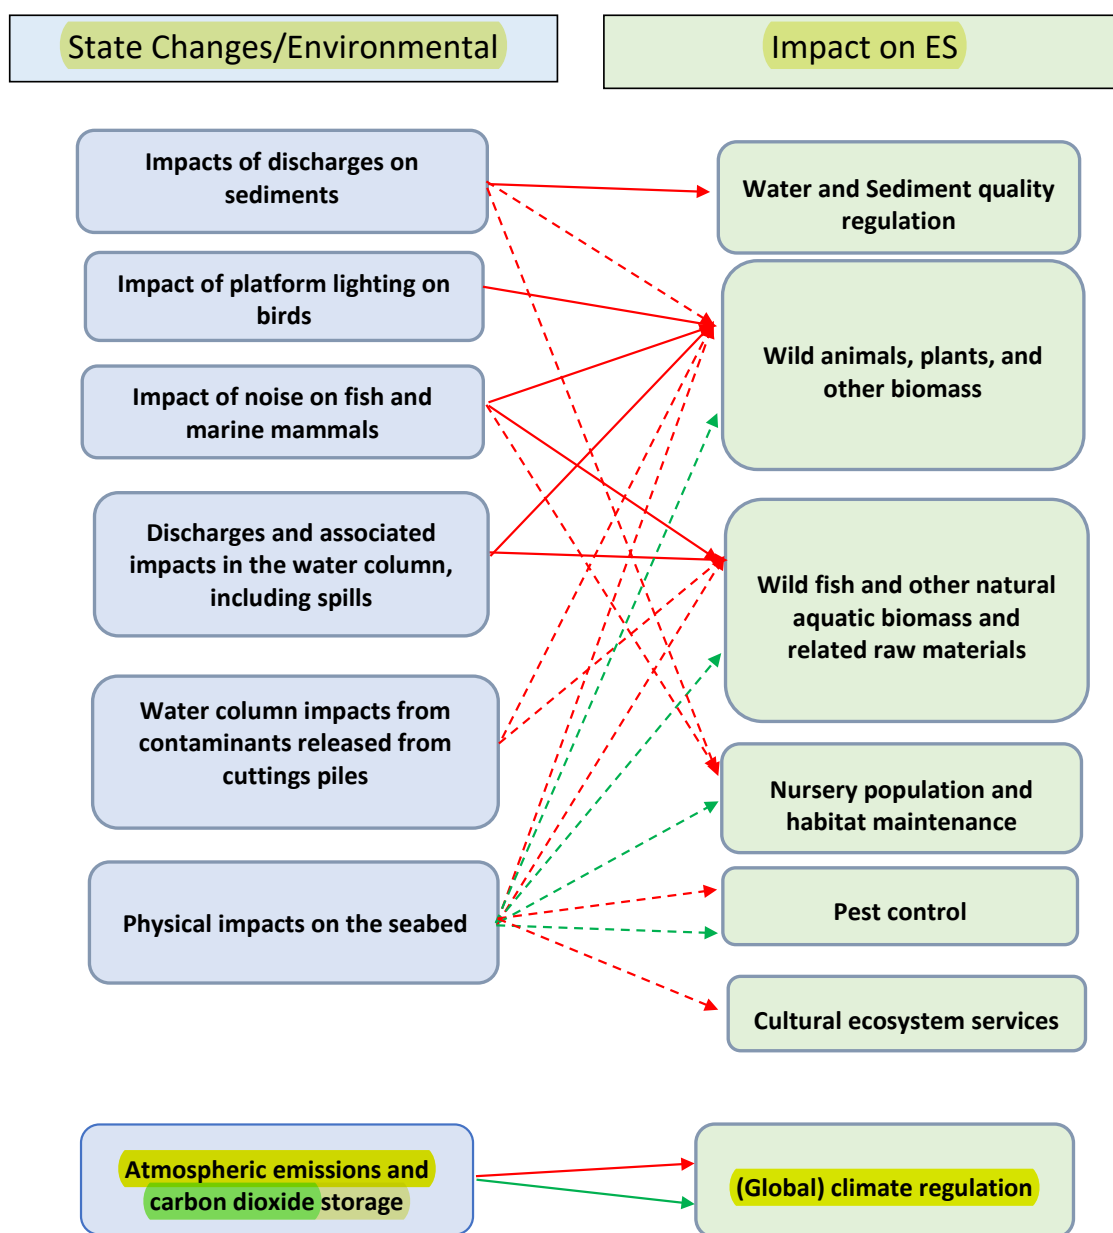 State Changes/Environmental
Impact on ES
Impacts of discharges on
sediments
Impact of platform lighting on
birds
Impact of noise on fish and
marine mammals
Discharges and associated
impacts in the water column,
including spills
Water column impacts from
contaminants released from
cuttings piles
Physical impacts on the seabed
Atmospheric emissions and
carbon dioxide storage
Water and Sediment quality
regulation
Wild animals, plants, and
other biomass
Wild fish and other natural
aquatic biomass and
related raw materials
Nursery population and
habitat maintenance
Pest control
Cultural ecosystem services
(Global) climate regulation